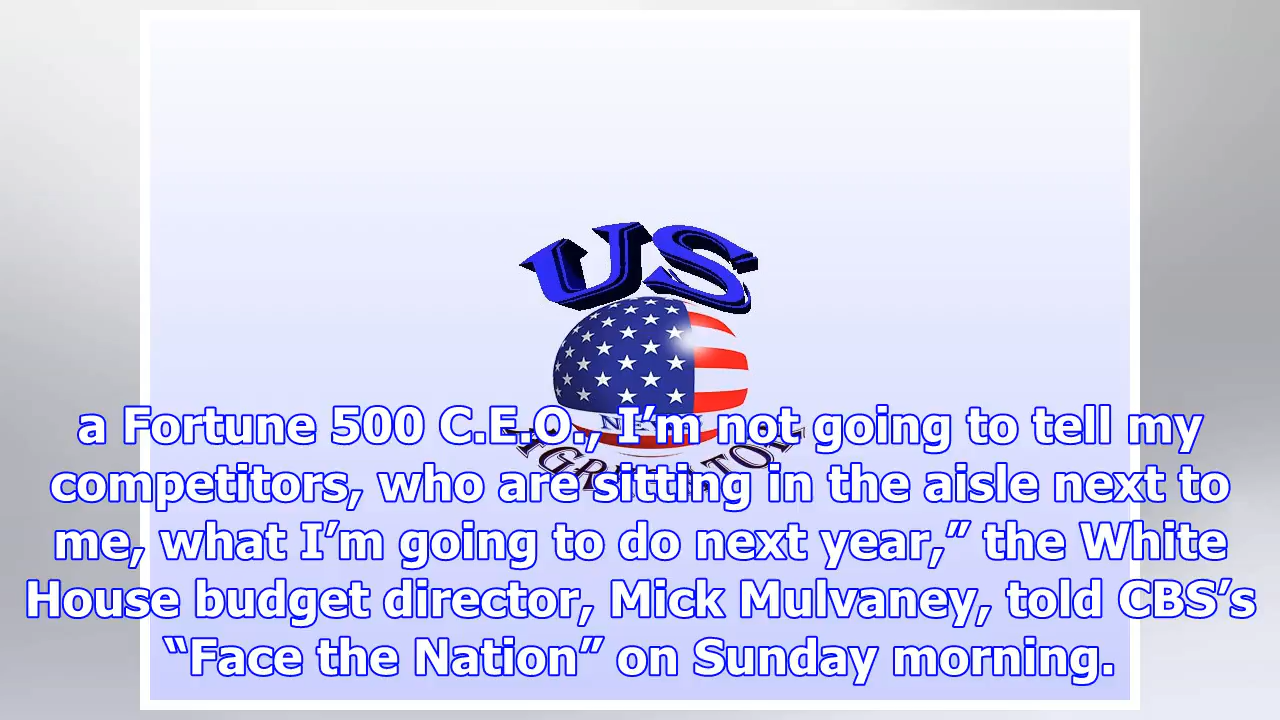 US
a Fortune 500 C.E.O., I’m not going to tell my
competitors, who are sitting in the aisle next to
me, what I’m going to do next year,” the White
House budget director, Mick Mulvaney, told CBS’s
“Face the Nation” on Sunday morning.